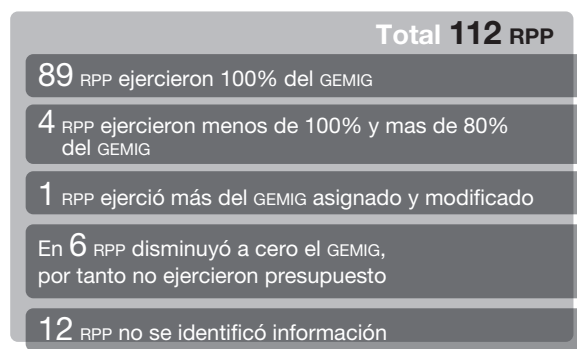 Total 112 RPP
89 RPP ejercieron 100% del GEMIG
4 RPP ejercieron menos de 100% y mas de 80%
del GEMIG
1 RPP ejerció más del GEMIG asignado y modificado
En 6 RPP disminuyó a cero el GEMIG,
por tanto no ejercieron presupuesto
12 RPP no se identificó información